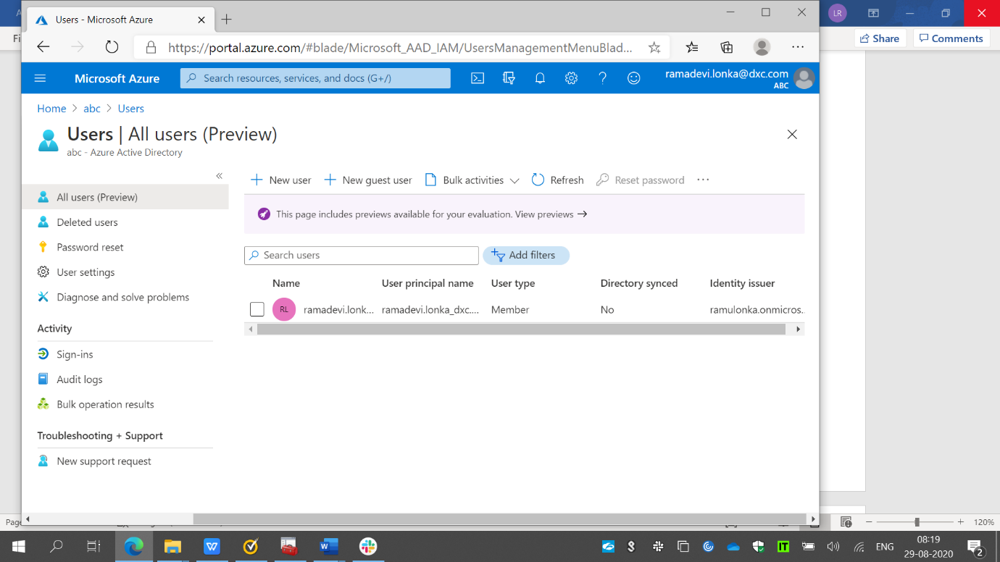 Users - Microsoft Azure
LR
Fi
Share
Comments
https://portal.azure.com/#blade/Microsoft_AAD_IAM/UsersManagementMenuBlad...
Microsoft Azure
Search resources, services, and docs (G+/)
ramadevi.lonka@dxc.com
ABC
Home > abc > Users
Users | All users (Preview)
abc - Azure Active Directory
All users (Preview)
Deleted users
Password reset
User settings
Diagnose and solve problems
Activity
Sign-ins
Audit logs
Bulk operation results
Troubleshooting + Support
New support request
New user
New guest user
Bulk activities
Refresh
Reset password
This page includes previews available for your evaluation. View previews →
Search users
Add filters
Name User principal name User type Directory synced Identity issuer
RL ramadevi.lonk... ramadevi.lonka_dxc.... Member No ramulonka.onmicros..
Page
120%
ENG
08:19
29-08-2020
2